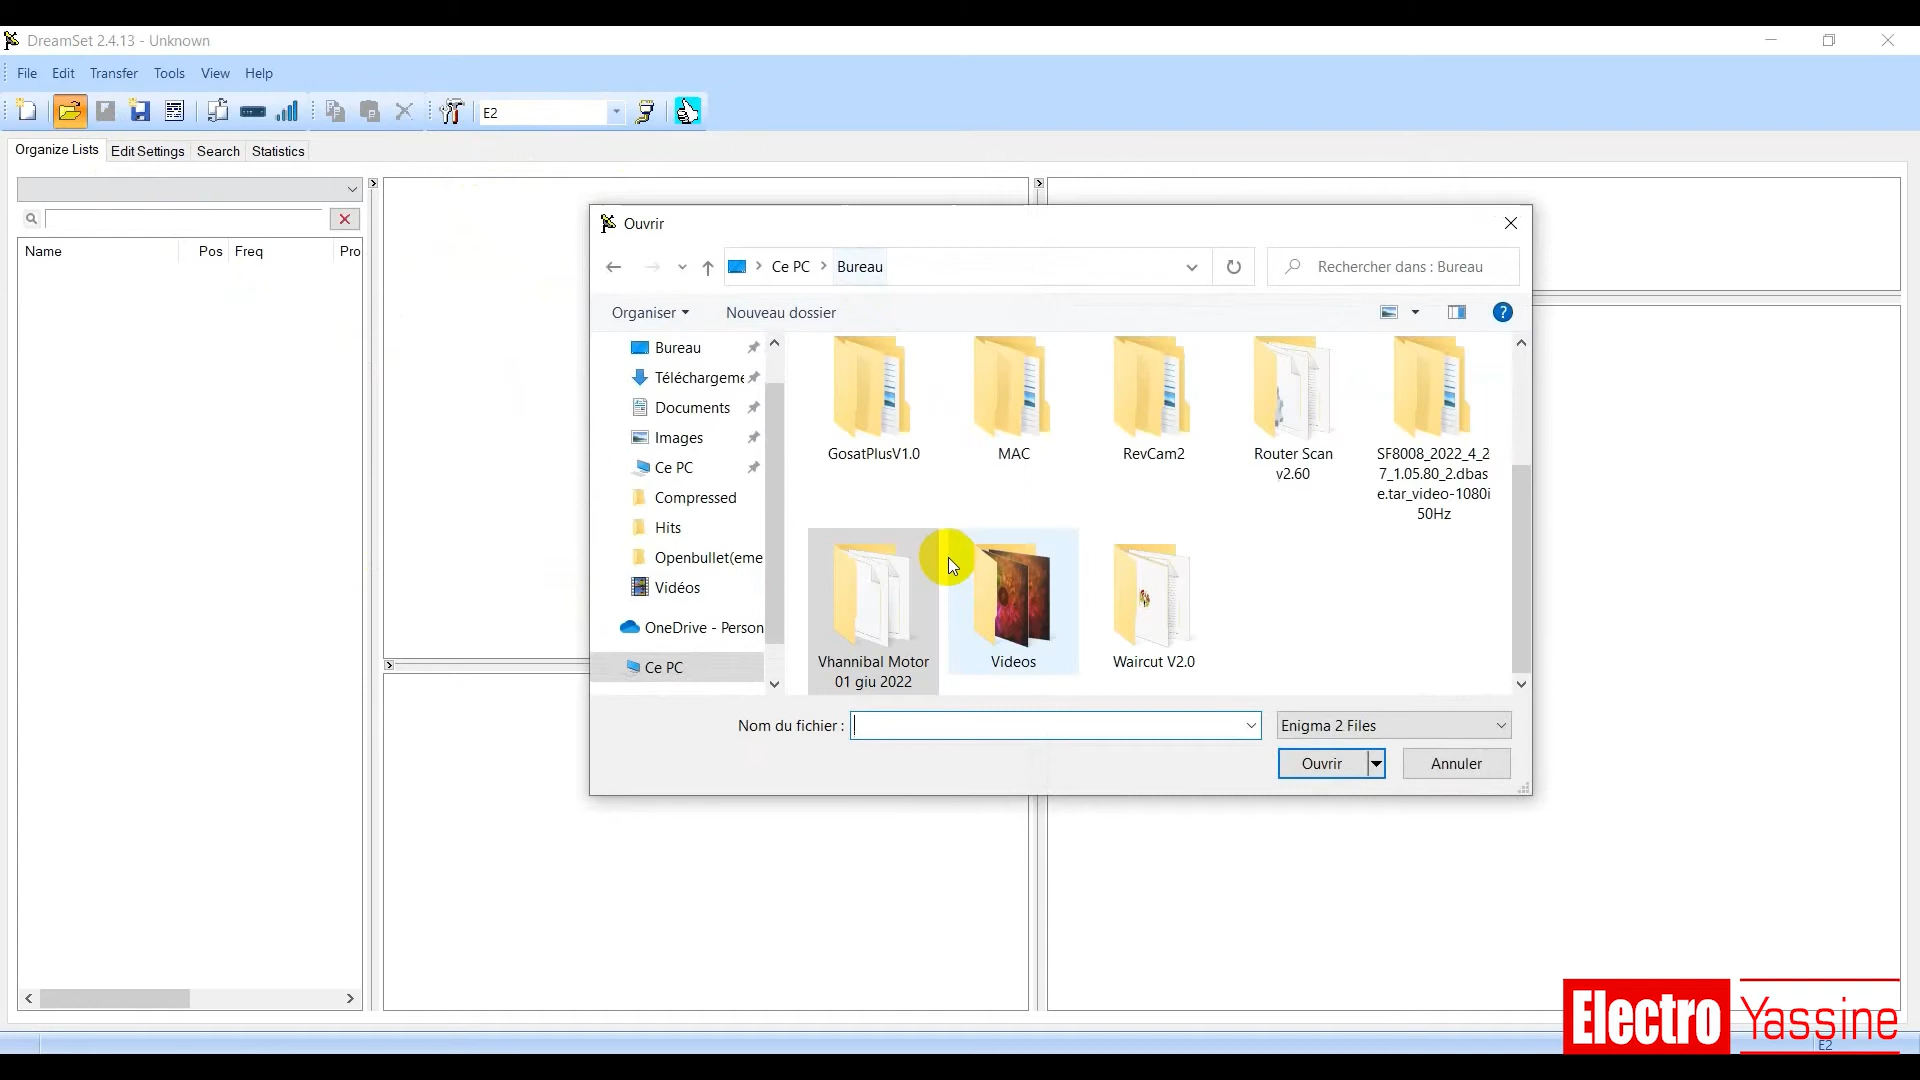 DreamSet 2.4.13 - Unknown
File Edit Transfer Tools View Help
E2
Organize Lists Edit Settings Search Statistics
Name Pos Freq Pro
Ouvrir
Ce PC Bureau
Rechercher dans : Bureau
Organiser Nouveau dossier
Bureau
Téléchargeme
Documents
Images
Ce PC
Compressed
Hits
Openbullet(eme
Vidéos
OneDrive - Person
Ce PC
GosatPlusV1.0
MAC
RevCam2
Router Scan
v2.60
SF8008_2022_4_2
7_1.05.80_2.dbas
e.tar_video-1080i
50Hz
Vhannibal Motor
01 giu 2022
Videos
Waircut V2.0
Nom du fichier :
Enigma 2 Files
Ouvrir Annuler
Electro Yassine
E2